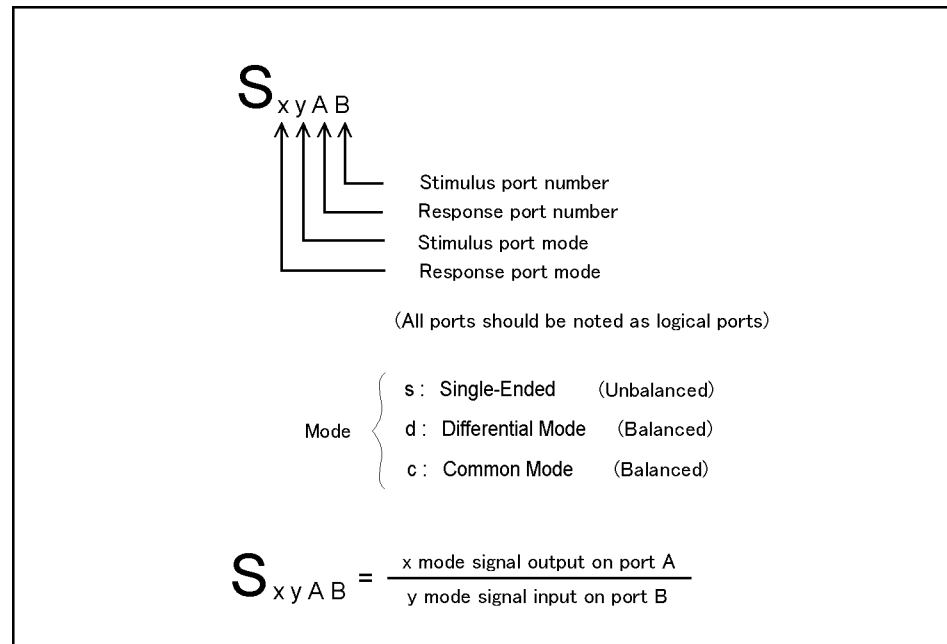 S x y A B
Stimulus port number
Response port number
Stimulus port mode
Response port mode
(All ports should be noted as logical ports)
s : Single-Ended (Unbalanced)
Mode d : Differential Mode (Balanced)
c : Common Mode (Balanced)
x mode signal output on port A
S x y A B =
y mode signal input on port B